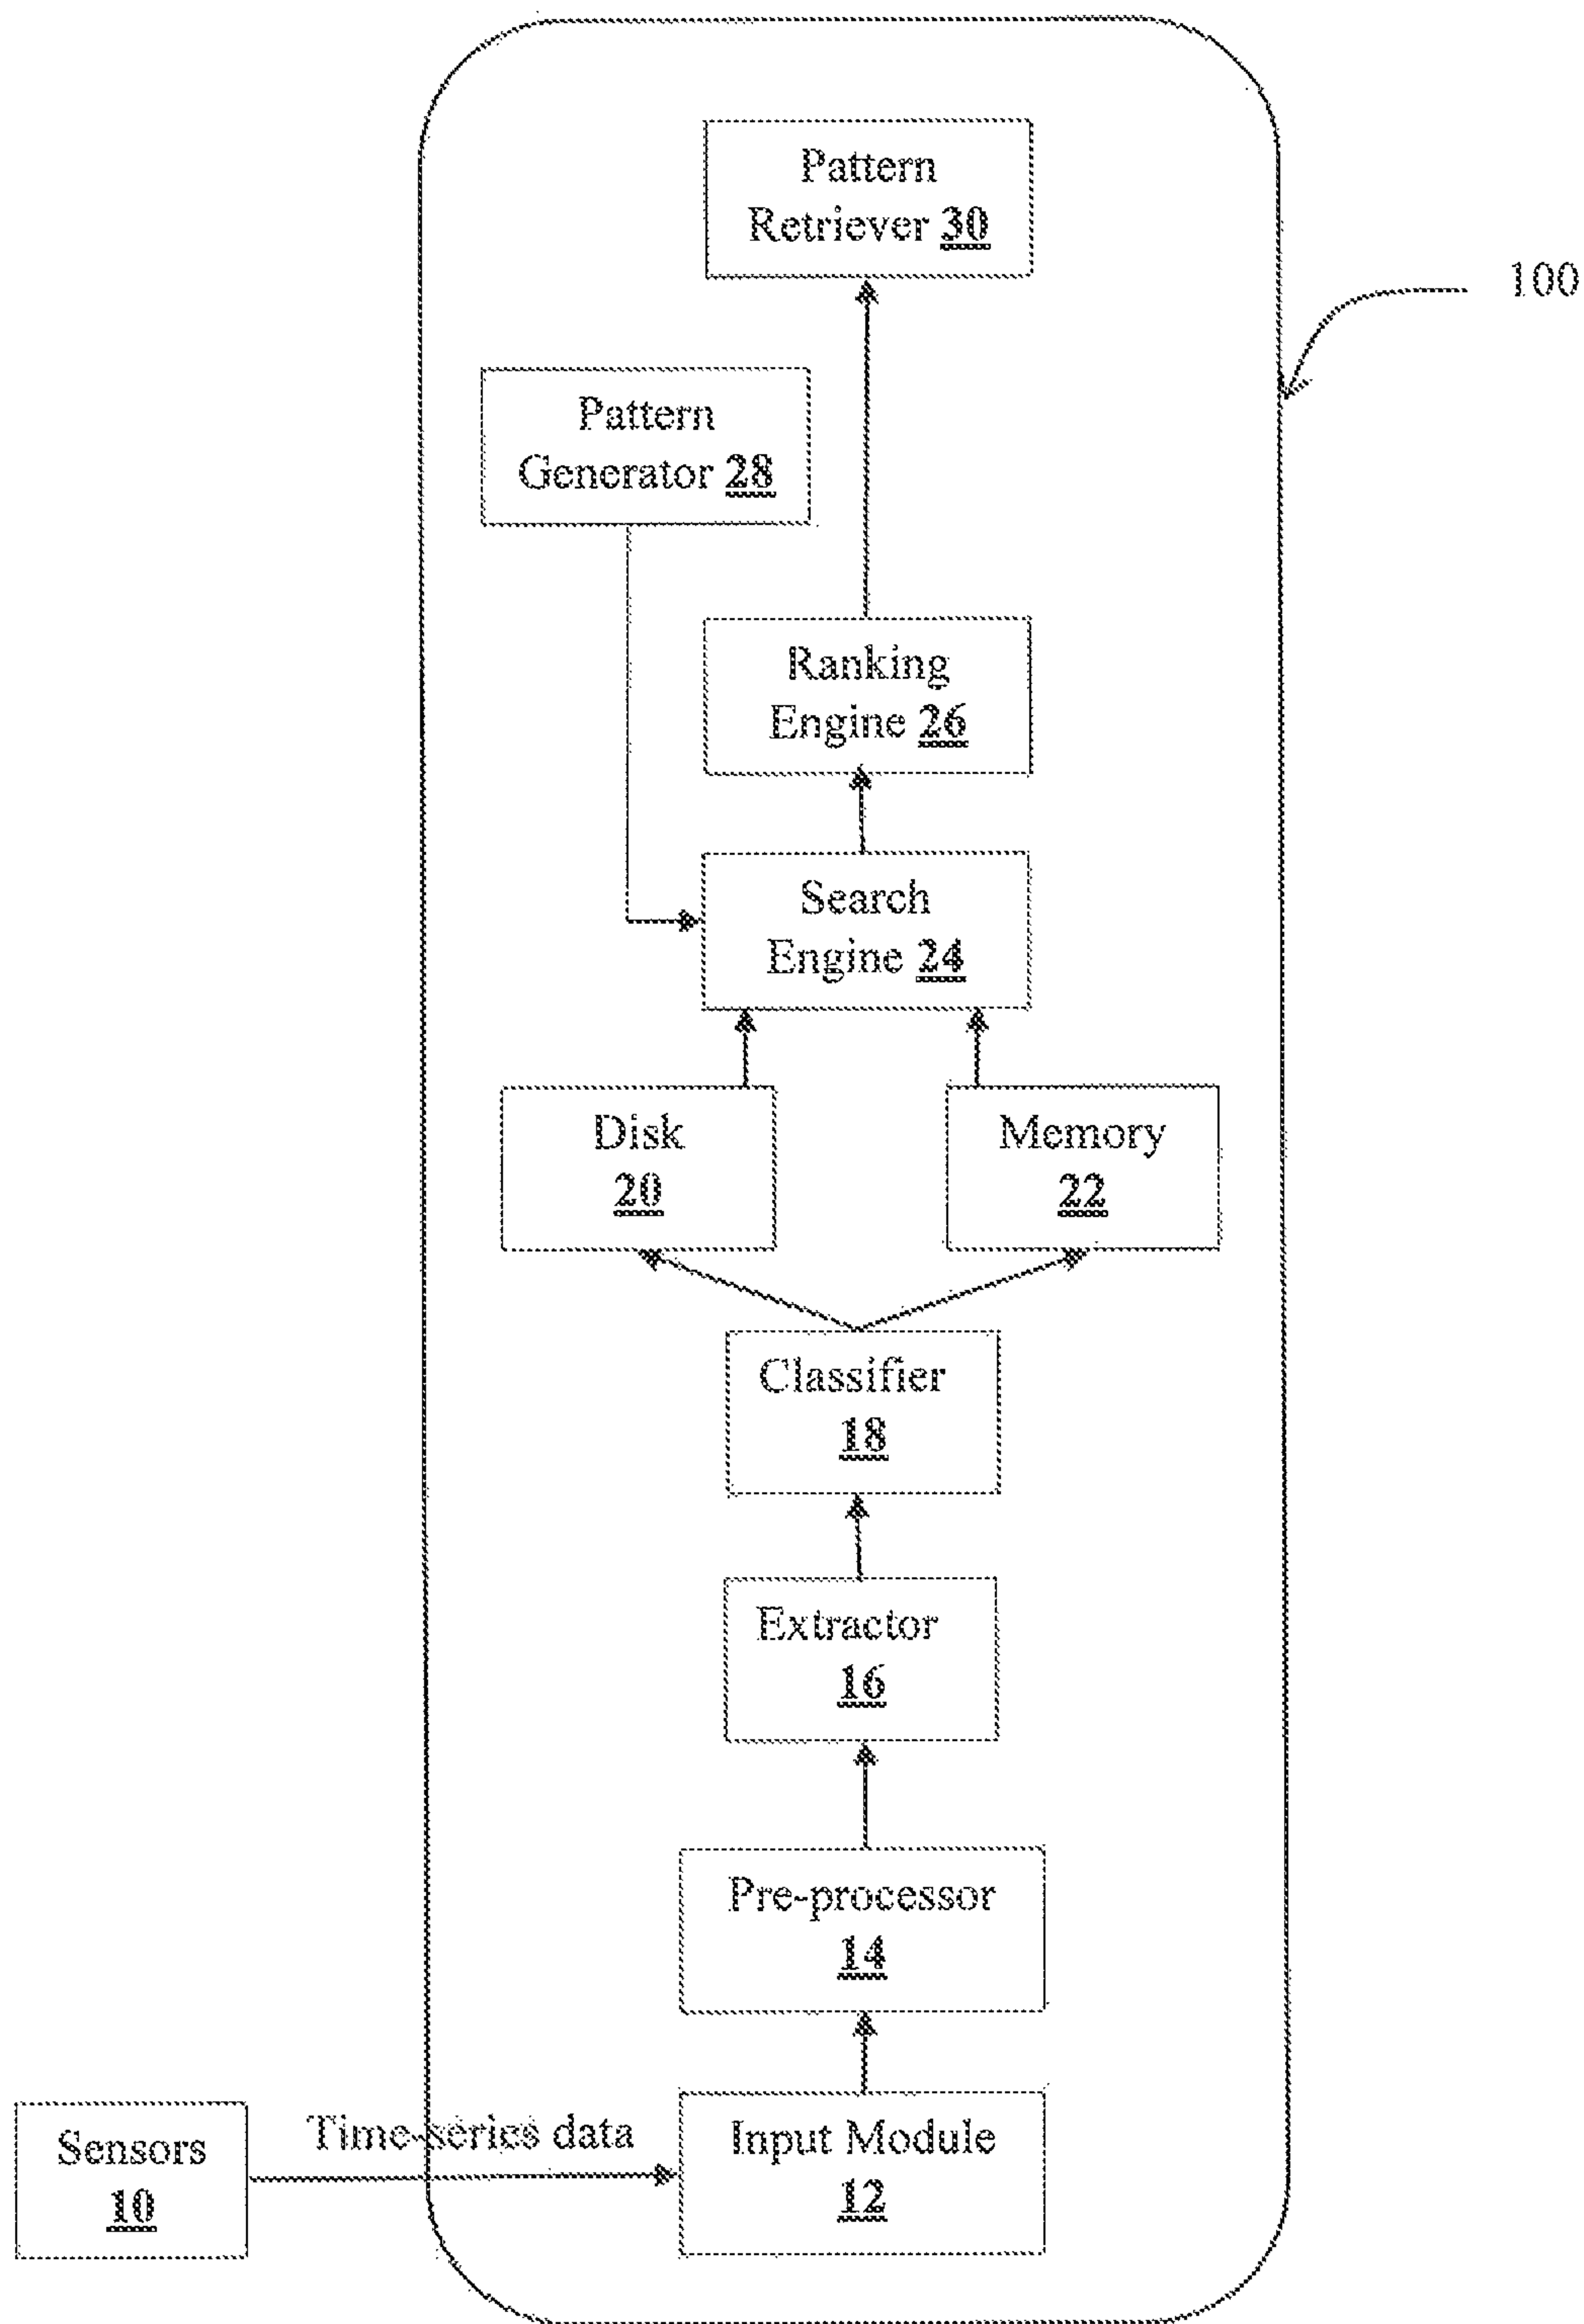 Pattern
Retriever 30
100
Pattern
Generator 28
Ranking
Engine 26
Search
Engine 24
Disk
20
Memory
22
Classifier
18
Extractor
16
Pre-processor
14
Sensors
10
Time-series data
Input Module
12